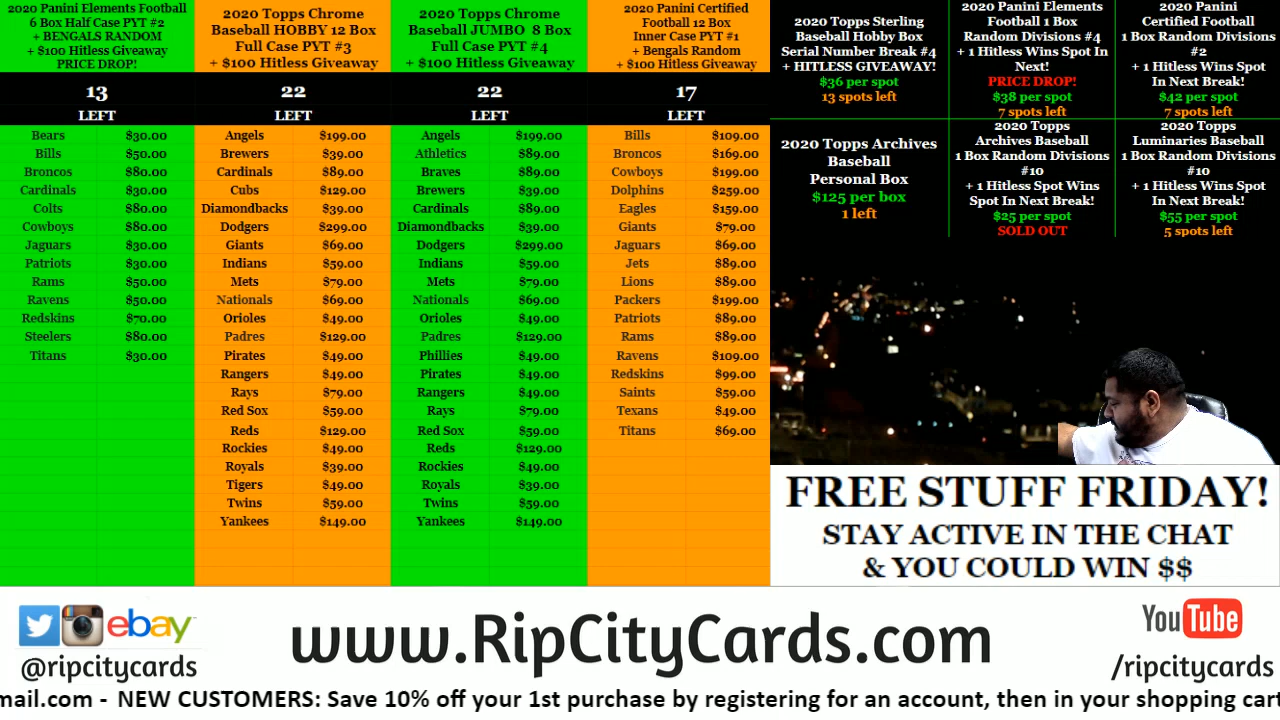 2020 Panini Elements Football
6 Box Half Case PYT #2
+ BENGALS RANDOM
+ $100 Hitless Giveaway
PRICE DROP!
13
LEFT
Bears $30.00
Bills $50.00
Broncos $80.00
Cardinals $30.00
Colts $80.00
Cowboys $80.00
Jaguars $30.00
Patriots $30.00
Rams $50.00
Ravens $50.00
Redskins $70.00
Steelers $80.00
Titans $30.00
2020 Topps Chrome
Baseball HOBBY 12 Box
Full Case PYT #3
+ $100 Hitless Giveaway
22
LEFT
Angels $199.00
Brewers $39.00
Cardinals $89.00
Cubs $129.00
Diamondbacks $39.00
Dodgers $299.00
Giants $69.00
Indians $59.00
Mets $79.00
Nationals $69.00
Orioles $49.00
Padres $129.00
Pirates $49.00
Rangers $49.00
Rays $79.00
Red Sox $59.00
Reds $129.00
Rockies $49.00
Royals $39.00
Tigers $49.00
Twins $59.00
Yankees $149.00
2020 Topps Chrome
Baseball JUMBO 8 Box
Full Case PYT #4
+ $100 Hitless Giveaway
22
LEFT
Angels $199.00
Athletics $89.00
Braves $89.00
Brewers $39.00
Cardinals $89.00
Diamondbacks $39.00
Dodgers $299.00
Indians $59.00
Mets $79.00
Nationals $69.00
Orioles $49.00
Padres $129.00
Phillies $49.00
Pirates $49.00
Rangers $49.00
Rays $79.00
Red Sox $59.00
Reds $129.00
Rockies $49.00
Royals $39.00
Twins $59.00
Yankees $149.00
2020 Panini Certified
Football 12 Box
Inner Case PYT #1
+ Bengals Random
+ $100 Hitless Giveaway
17
LEFT
Bills $109.00
Broncos $169.00
Cowboys $199.00
Dolphins $259.00
Eagles $159.00
Giants $79.00
Jaguars $69.00
Jets $89.00
Lions $89.00
Packers $199.00
Patriots $89.00
Rams $89.00
Ravens $109.00
Redskins $99.00
Saints $59.00
Texans $49.00
Titans $69.00
2020 Topps Sterling
Baseball Hobby Box
Serial Number Break #4
+ HITLESS GIVEAWAY!
$36 per spot
13 spots left
2020 Panini Elements
Football 1 Box
Random Divisions #4
+ 1 Hitless Wins Spot In
Next!
PRICE DROP!
$38 per spot
7 spots left
2020 Panini
Certified Football
1 Box Random Divisions
#2
+ 1 Hitless Wins Spot
In Next Break!
$42 per spot
7 spots left
2020 Topps Archives
Baseball
Personal Box
$125 per box
1 left
2020 Topps
Archives Baseball
1 Box Random Divisions
#10
+ 1 Hitless Spot Wins
Spot In Next Break!
$25 per spot
SOLD OUT
2020 Topps
Luminaries Baseball
1 Box Random Divisions
#10
+ 1 Hitless Wins Spot
In Next Break!
$55 per spot
5 spots left
FREE STUFF FRIDAY!
STAY ACTIVE IN THE CHAT
& YOU COULD WIN $$
ebay
@ripcitycards
www.RipCityCards.com
YouTube
/ripcitycards
mail.com - NEW CUSTOMERS: Save 10% off your 1st purchase by registering for an account, then in your shopping cart